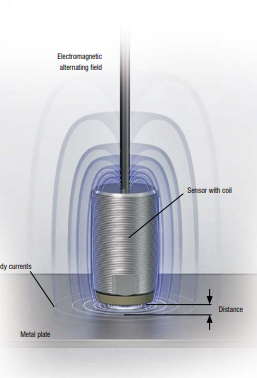 Electromagnetic
alternating field
Sensor with coil
dy currents
Distance
Metal plate